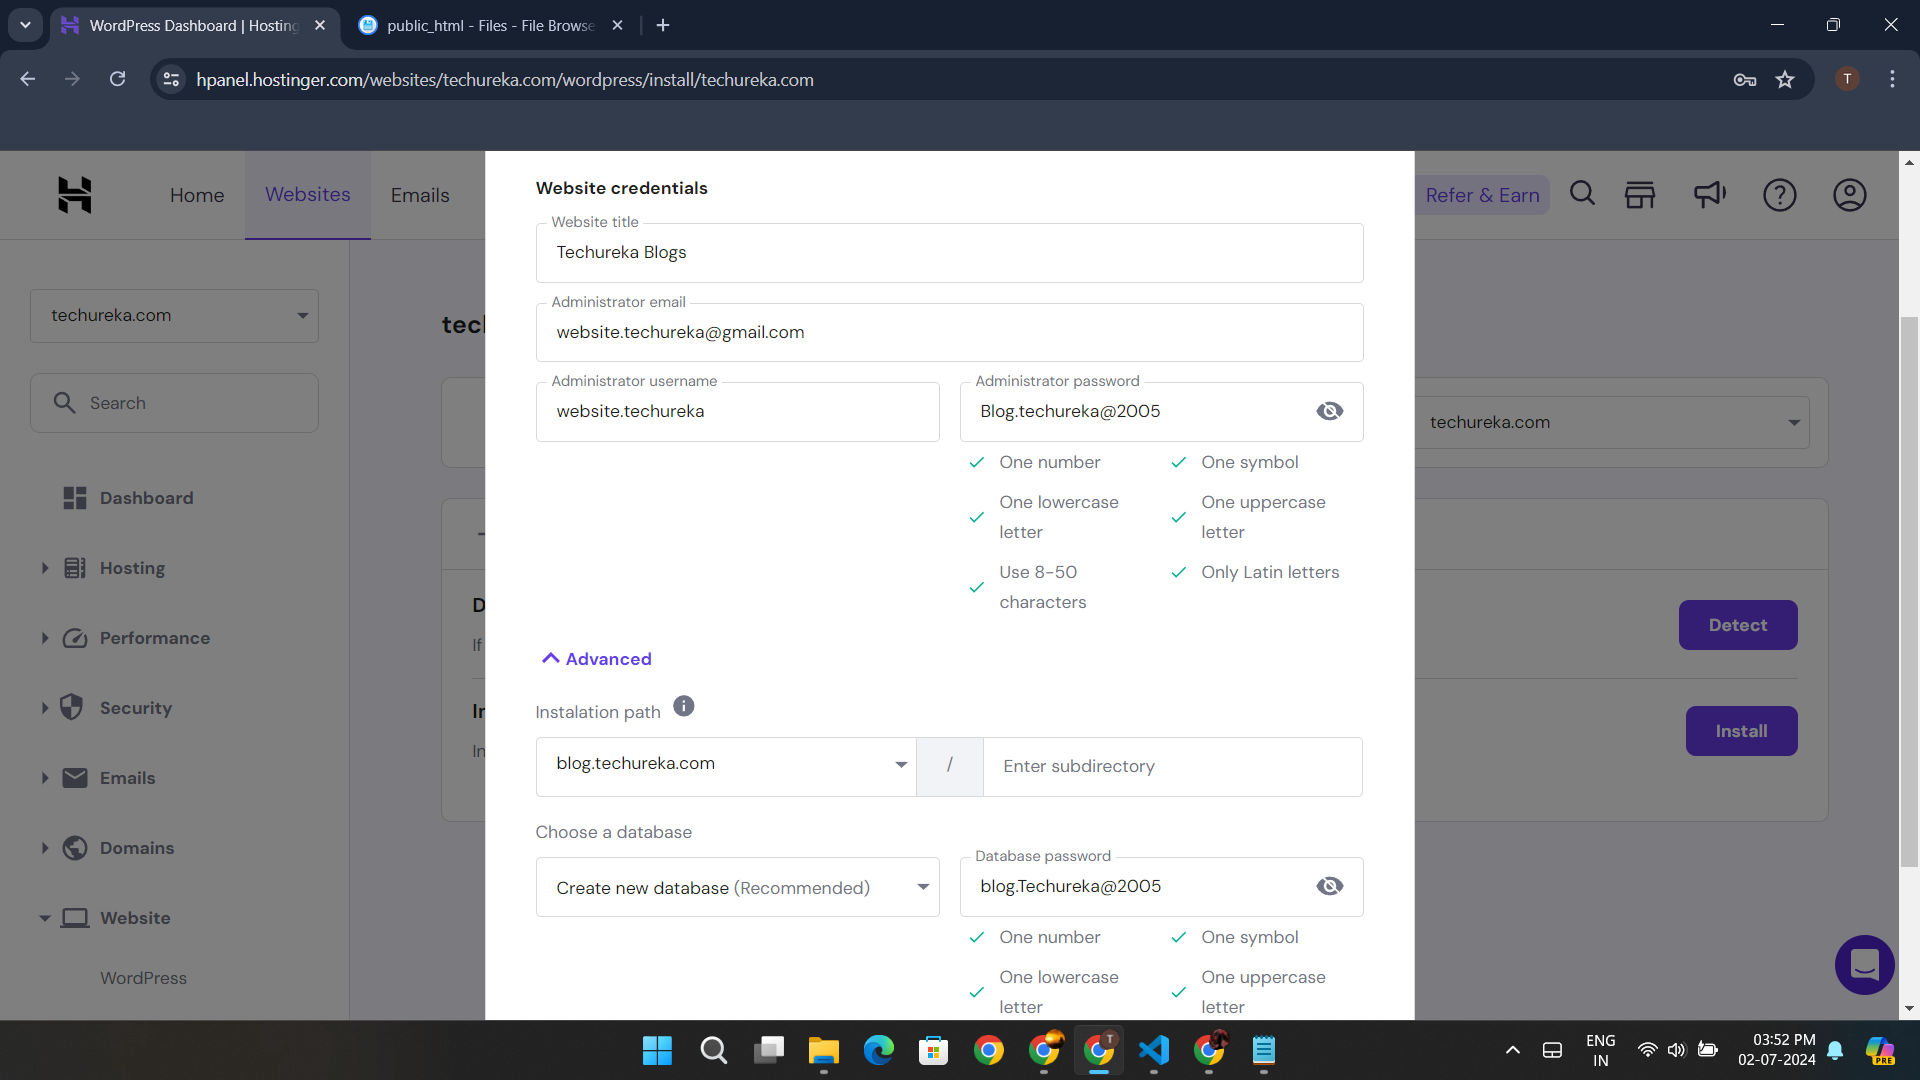 WordPress Dashboard | Hosting
public_html - Files - File Browse
hpanel.hostinger.com/websites/techureka.com/wordpress/install/techureka.com
T
Home
Websites
Emails
Refer & Earn
techureka.com
Search
Dashboard
Hosting
Performance
Security
Emails
Domains
Website
WordPress
tec
techureka.com
D
If
Detect
In
Install
Website credentials
Website title
Techureka Blogs
Administrator email
website.techureka@gmail.com
Administrator username
website.techureka
Administrator password
Blog.techureka@2005
One number
One symbol
One lowercase
letter
One uppercase
letter
Use 8-50
characters
Only Latin letters
Advanced
Instalation path
blog.techureka.com
/
Enter subdirectory
Choose a database
Create new database (Recommended)
Database password
blog.Techureka@2005
One number
One symbol
One lowercase
letter
One uppercase
letter
T
ENG
IN
03:52 PM
02-07-2024
PRE